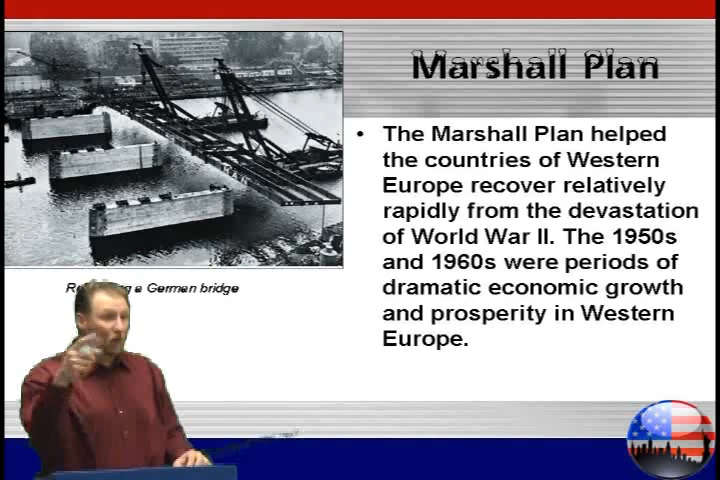 Marshall Plan
• The Marshall Plan helped
the countries of Western
Europe recover relatively
rapidly from the devastation
of World War II. The 1950s
and 1960s were periods of
dramatic economic growth
and prosperity in Western
Europe.
a German bridge